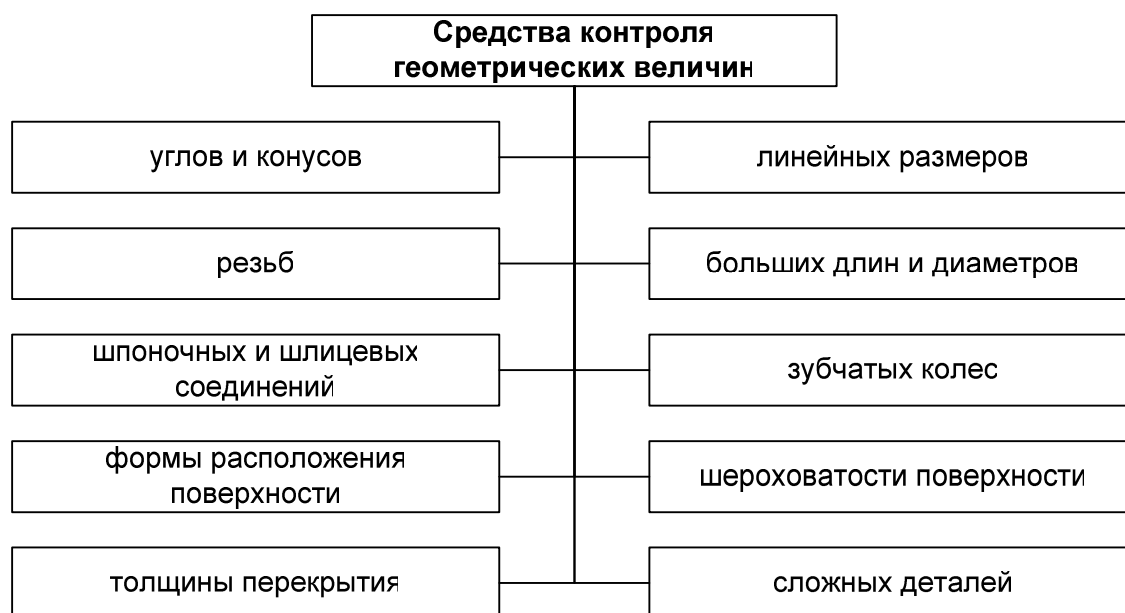 Средства контроля
геометрических величин
углов и конусов
линейных размеров
резьб
больших длин и диаметров
шпоночных и шлицевых
соединений
зубчатых колес
формы расположения
поверхности
шероховатости поверхности
толщины перекрытия
сложных деталей